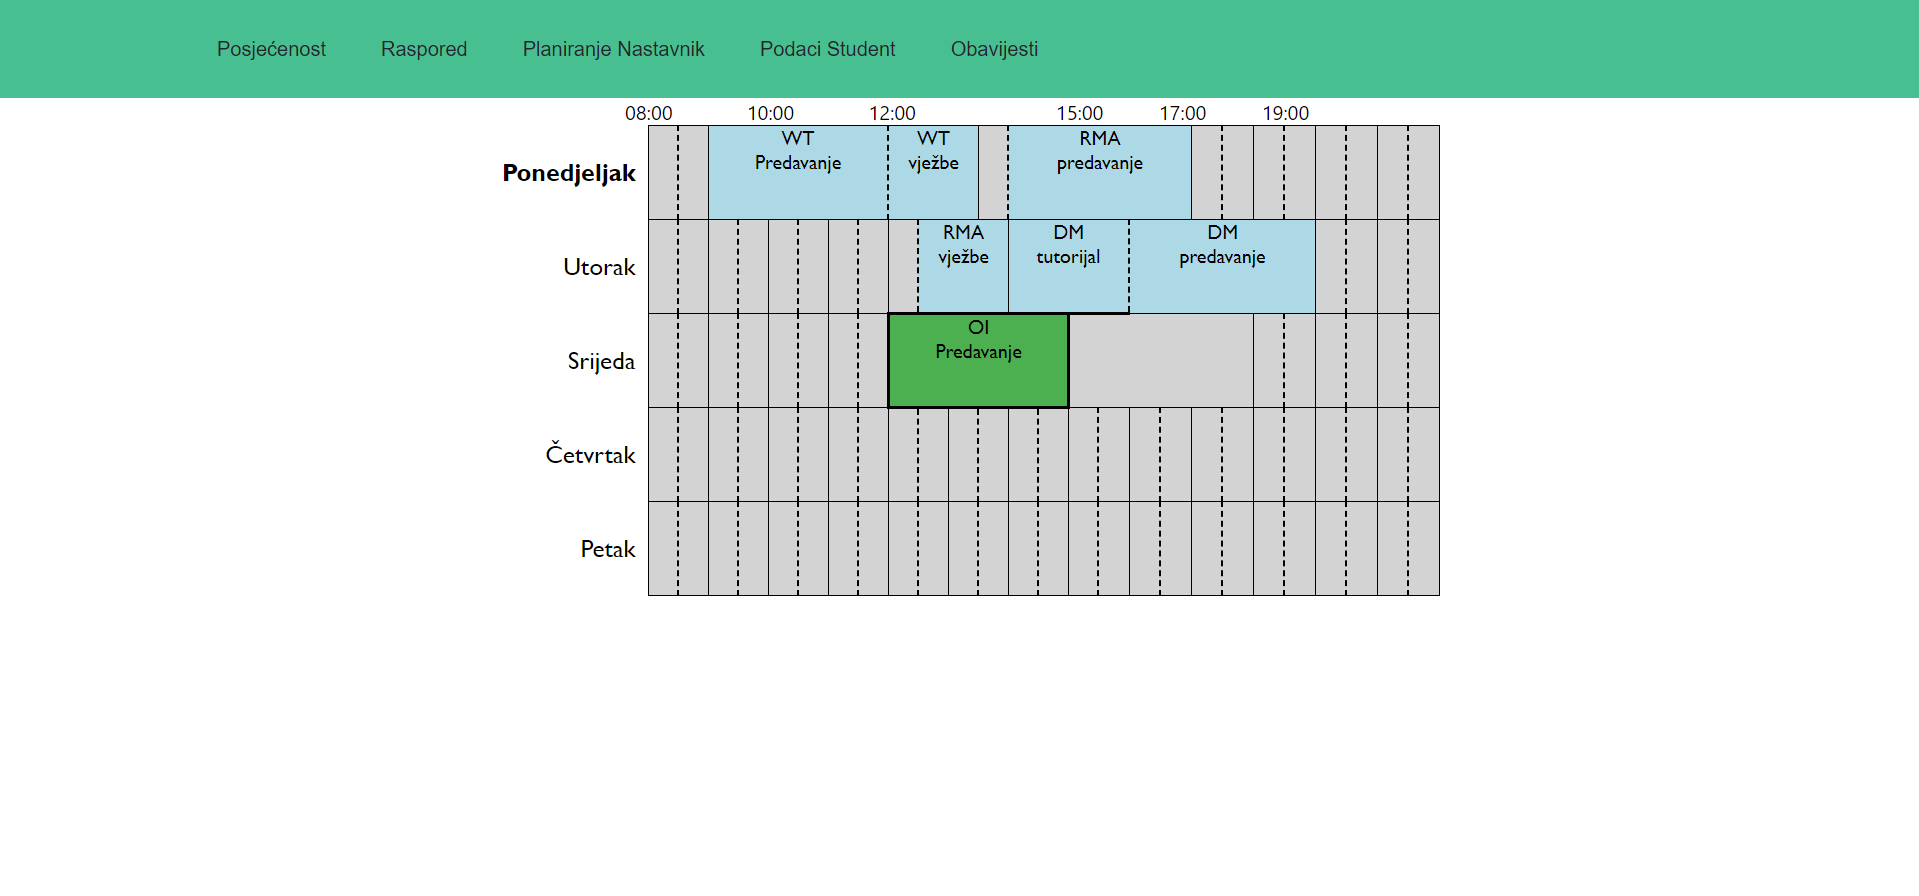 Posjećenost Raspored Planiranje Nastavnik Podaci Student Obavijesti
08:00 10:00 12:00 15:00 17:00 19:00
Ponedjeljak
WT
Predavanje
WT
vježbe
RMA
predavanje
Utorak
RMA
vježbe
DM
tutorijal
DM
predavanje
Srijeda
OI
Predavanje
Četvrtak
Petak